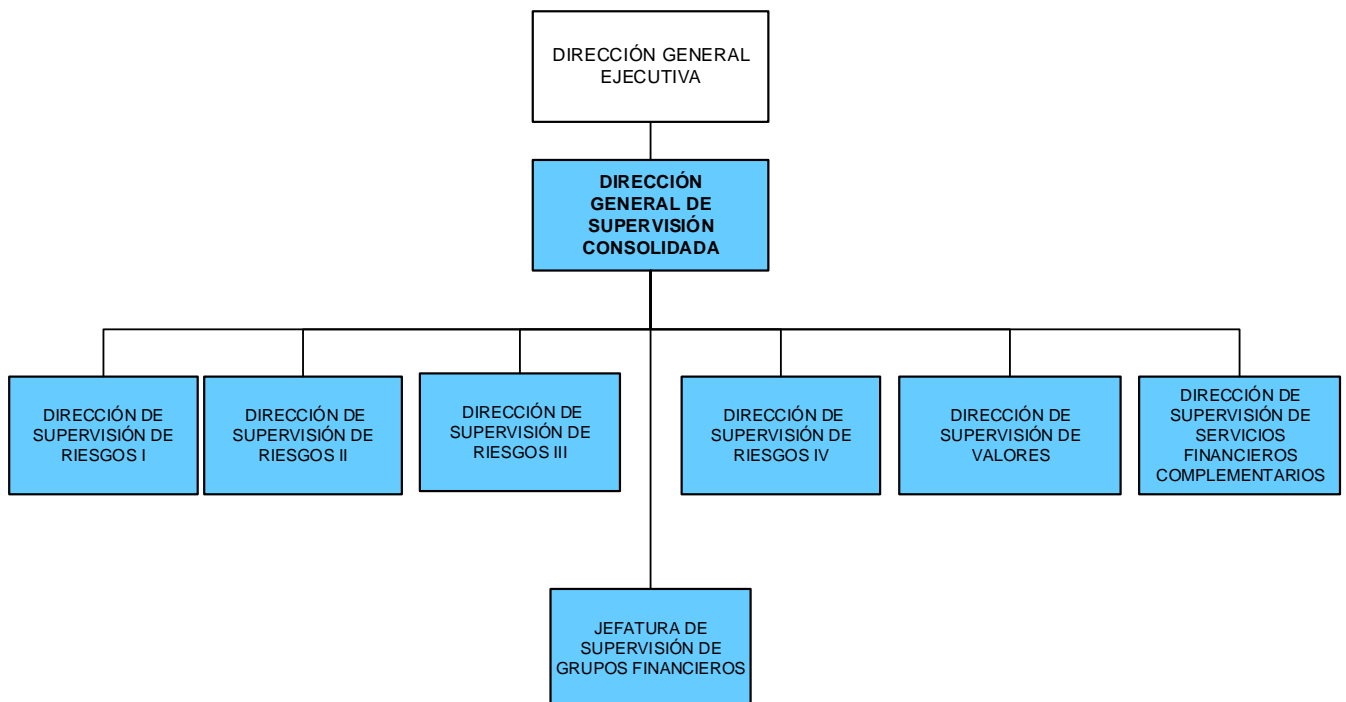 DIRECCIÓN GENERAL
EJECUTIVA
DIRECCIÓN
GENERAL DE
SUPERVISIÓN
CONSOLIDADA
DIRECCIÓN DE
SUPERVISIÓN DE
RIESGOS I
DIRECCIÓN DE
SUPERVISIÓN DE
RIESGOS II
DIRECCIÓN DE
SUPERVISIÓN DE
RIESGOS III
DIRECCIÓN DE
SUPERVISIÓN DE
RIESGOS IV
DIRECCIÓN DE
SUPERVISIÓN DE
VALORES
DIRECCIÓN DE
SUPERVISIÓN DE
SERVICIOS
FINANCIEROS
COMPLEMENTARIOS
JEFATURA DE
SUPERVISIÓN DE
GRUPOS FINANCIEROS